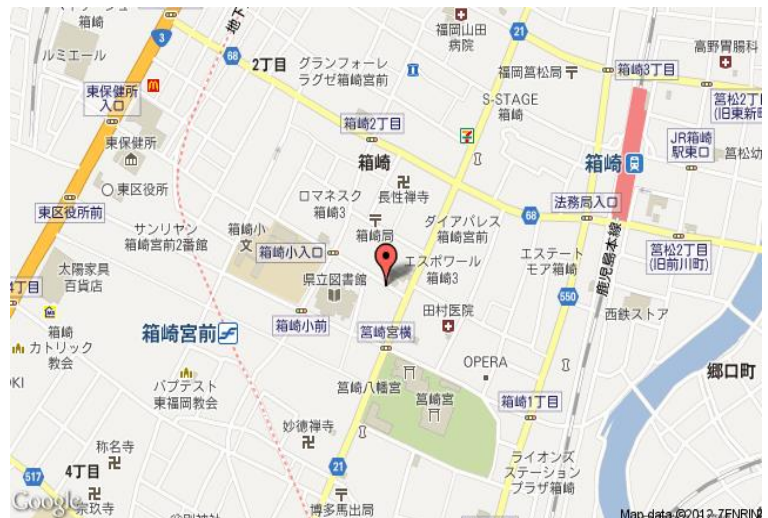 地下
福岡山田
病院
21
高野胃腸科
3
ルミエール
68
2丁目
グランフォーレ
ラグゼ箱崎宮前
福岡筥松局
箱崎3丁目
東保健所
入口
S-STAGE
箱崎
筥松2丁目
(旧東新町
箱崎2丁目
東保健所
箱崎
JR箱崎
駅東口
筥松幼
箱崎
長性禅寺
東区役所
法務局入口
ロマネスク
箱崎3
東区役所前
サンリヤン
箱崎宮前2番館
箱崎小
文
箱崎局
ダイアパレス
箱崎宮前
68
箱崎小入口
エスポワール
箱崎3
エステート
モア箱崎
筥松2丁目
(旧前川町)
鹿児島本線
太陽家具
百貨店
4丁目
県立図書館
550
箱崎小前
田村医院
西鉄ストア
箱崎
カトリック
教会
箱崎宮前
筥崎宮横
OPERA
郷口町
バプテスト
東福岡教会
筥崎八幡宮
筥崎宮
箱崎1丁目
妙徳禅寺
称名寺
4丁目
517
21
ライオンズ
ステーション
プラザ箱崎
宗玖寺
博多馬出局
Google
Map data ©2012 ZENRIN